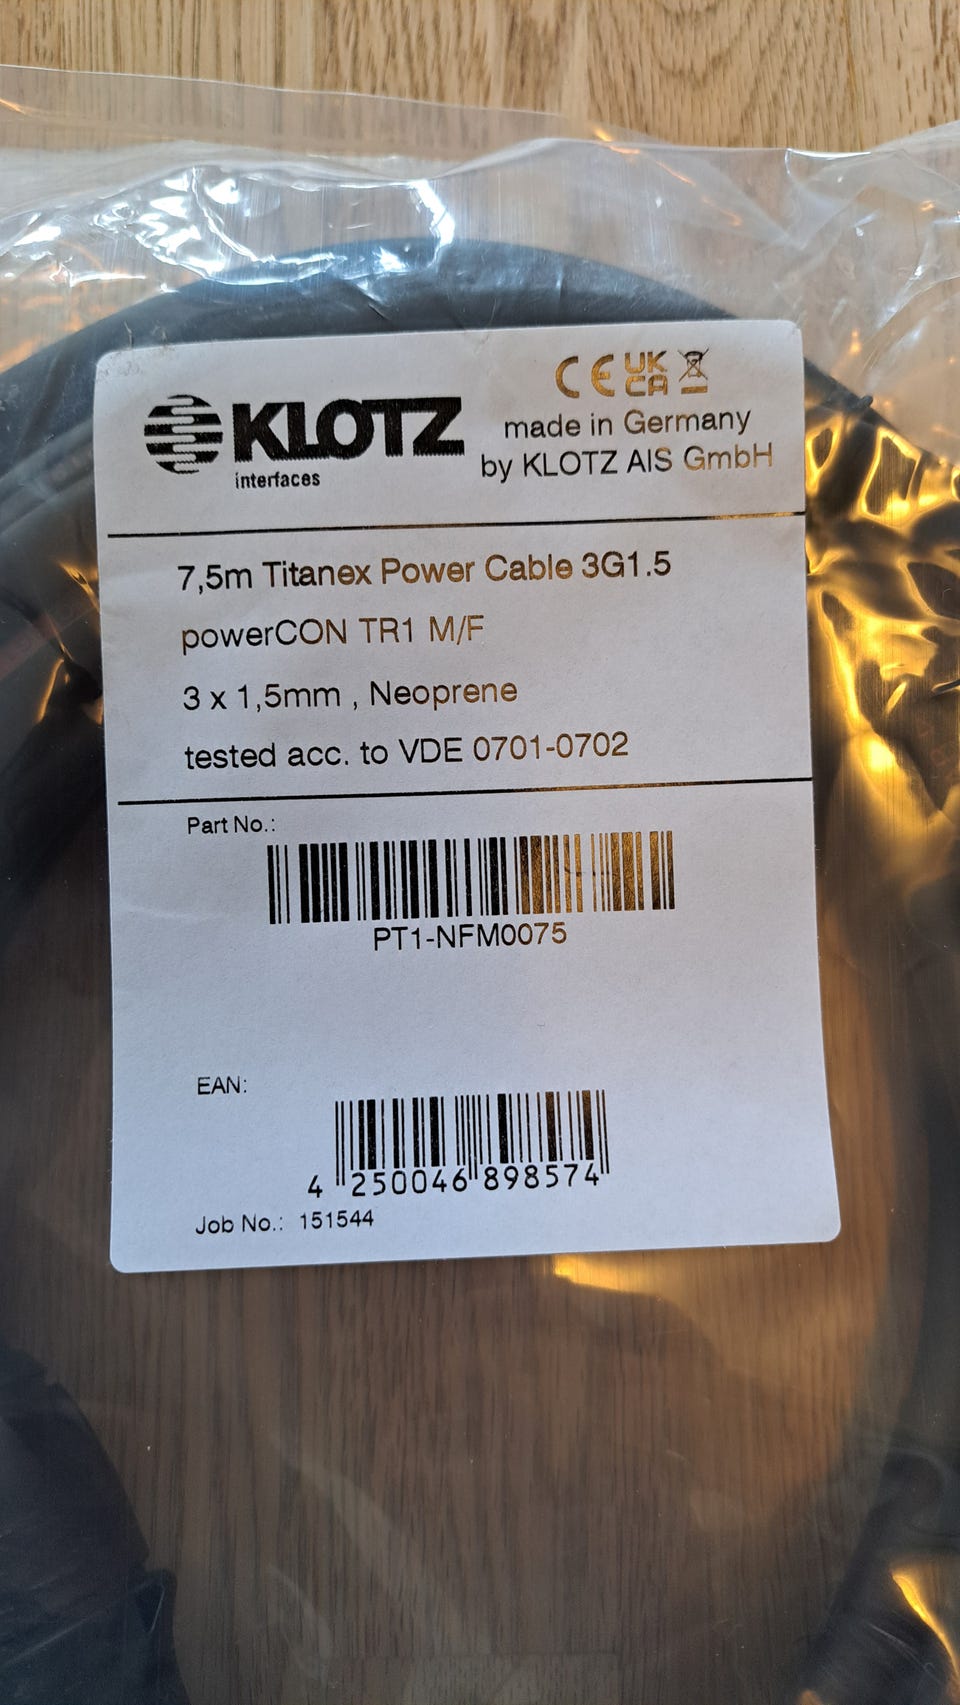 CE UK CA
KLOTZ
interfaces
made in Germany
by KLOTZ AIS GmbH
7,5m Titanex Power Cable 3G1.5
powerCON TR1 M/F
3 x 1,5mm , Neoprene
tested acc. to VDE 0701-0702
Part No.:
PT1-NFM0075
EAN:
4 250046 898574
Job No.: 151544